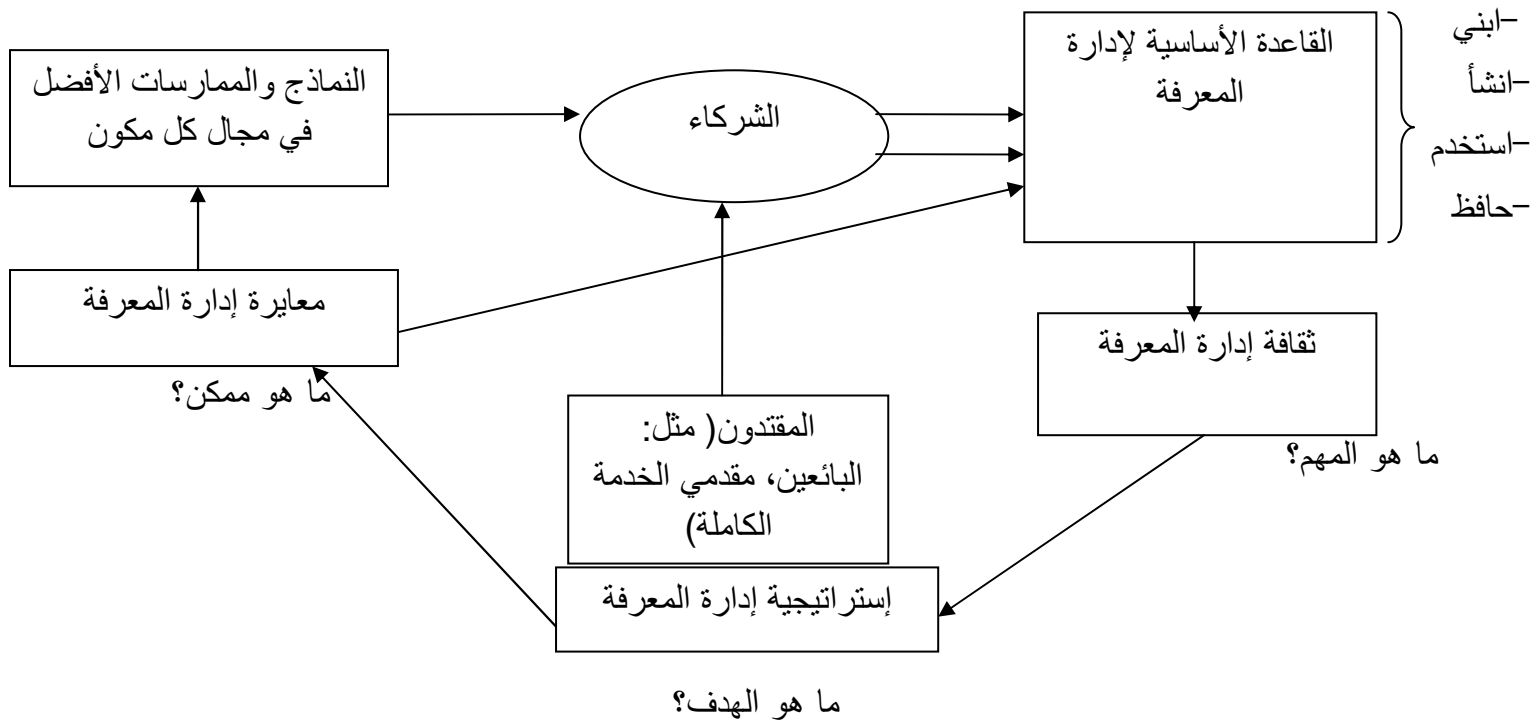 القاعدة الأساسية لإدارة
المعرفة
-ابني
-انشأ
-استخدم
-حافظ
الشركاء
النماذج والممارسات الأفضل
في مجال كل مكون
معايرة إدارة المعرفة
ما هو ممكن؟
ثقافة إدارة المعرفة
ما هو المهم؟
المقتدون( مثل:
البائعين، مقدمي الخدمة
الكاملة)
إستراتيجية إدارة المعرفة
ما هو الهدف؟